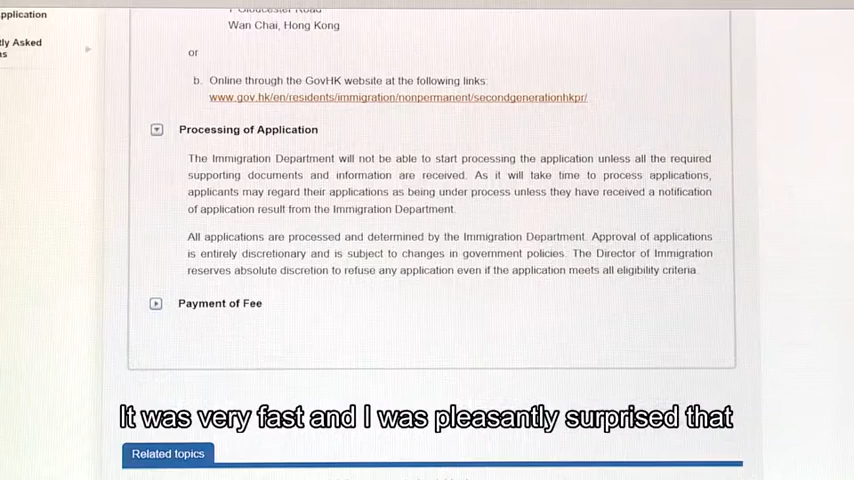 pplication
tly Asked
ns
1 Gloucester Road
Wan Chai, Hong Kong
or
b. Online through the GovHK website at the following links:
www.gov.hk/en/residents/immigration/nonpermanent/secondgenerationhkpr/
Processing of Application
The Immigration Department will not be able to start processing the application unless all the required
supporting documents and information are received. As it will take time to process applications,
applicants may regard their applications as being under process unless they have received a notification
of application result from the Immigration Department.
All applications are processed and determined by the Immigration Department. Approval of applications
is entirely discretionary and is subject to changes in government policies. The Director of Immigration
reserves absolute discretion to refuse any application even if the application meets all eligibility criteria.
Payment of Fee
It was very fast and I was pleasantly surprised that
Related topics